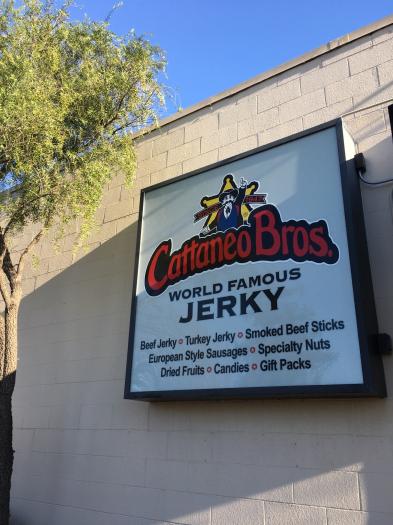 Cattaneo Bros.
WORLD FAMOUS
JERKY
Beef Jerky Turkey Jerky Smoked Beef Sticks
European Style Sausages Specialty Nuts
Dried Fruits Candies Gift Packs